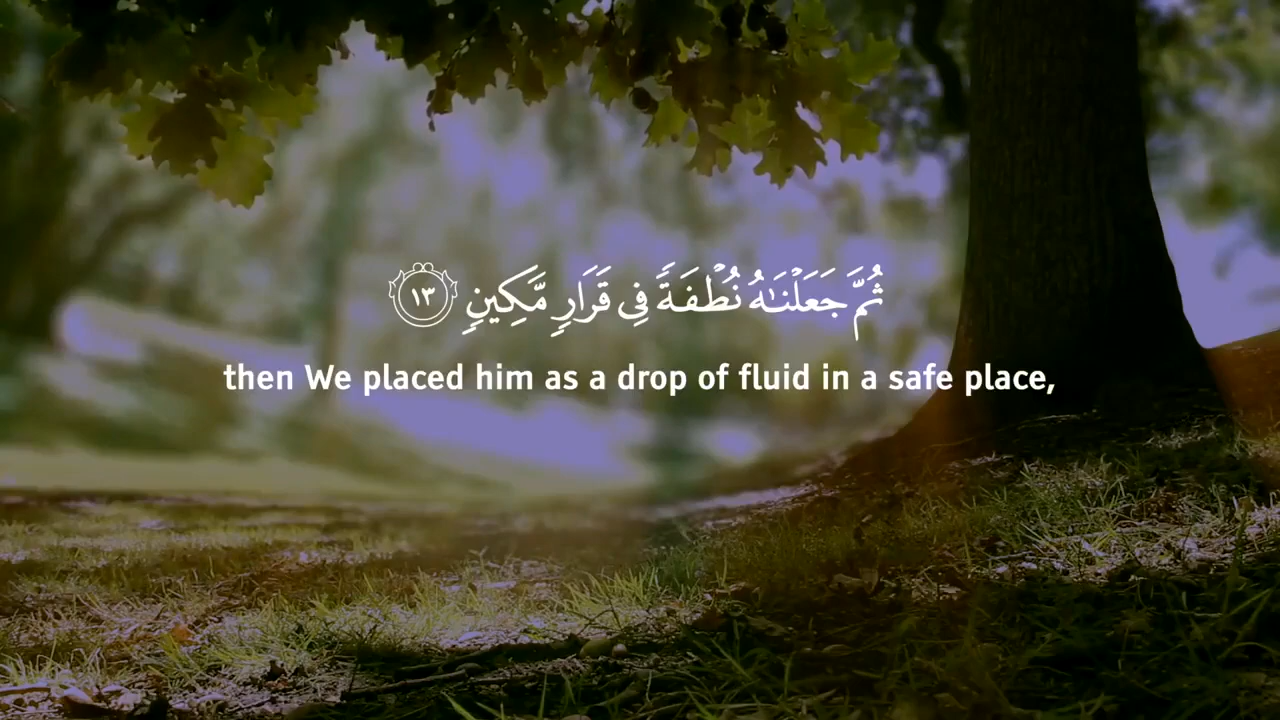 ثُمَّ جَعَلْنَـٰهُ نُطْفَةًۭ فِى قَرَارٍۢ مَّكِينٍۢ ١٣
then We placed him as a drop of fluid in a safe place,